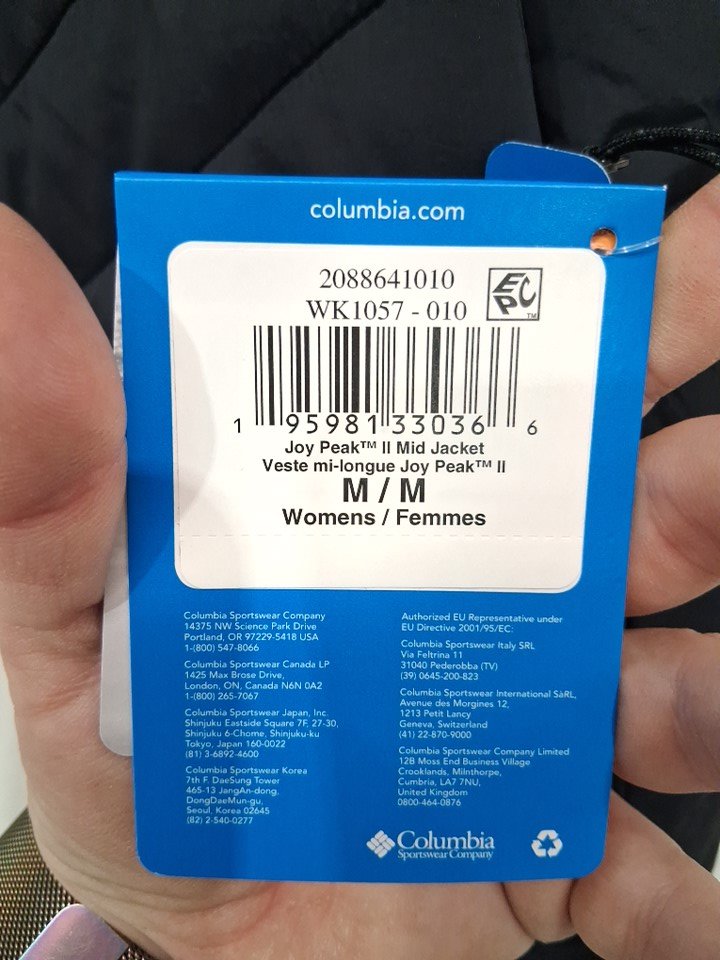 columbia.com
2088641010
WK1057 - 010
EPC™
1 95981 33036 6
Joy Peak™ II Mid Jacket
Veste mi-longue Joy Peak™ II
M / M
Womens / Femmes
Columbia Sportswear Company
14375 NW Science Park Drive
Portland, OR 97229-5418 USA
1-(800) 547-8066
Columbia Sportswear Canada LP
1425 Max Brose Drive,
London, ON, Canada N6N 0A2
1-(800) 265-7067
Columbia Sportswear Japan, Inc.
Shinjuku Eastside Square 7F, 27-30,
Shinjuku 6-Chome, Shinjuku-ku
Tokyo, Japan 160-0022
(81) 3-6892-4600
Columbia Sportswear Korea
7th F. DaeSung Tower
465-13 JangAn-dong,
DongDaeMun-gu,
Seoul, Korea 02645
(82) 2-540-0277
Authorized EU Representative under
EU Directive 2001/95/EC:
Columbia Sportswear Italy SRL
Via Feltrina 11
31040 Pederobba (TV)
(39) 0645-200-823
Columbia Sportswear International SàRL,
Avenue des Morgines 12,
1213 Petit Lancy
Geneva, Switzerland
(41) 22-870-9000
Columbia Sportswear Company Limited
12B Moss End Business Village
Crooklands, Milnthorpe,
Cumbria, LA7 7NU,
United Kingdom
0800-464-0876
Columbia
Sportswear Company